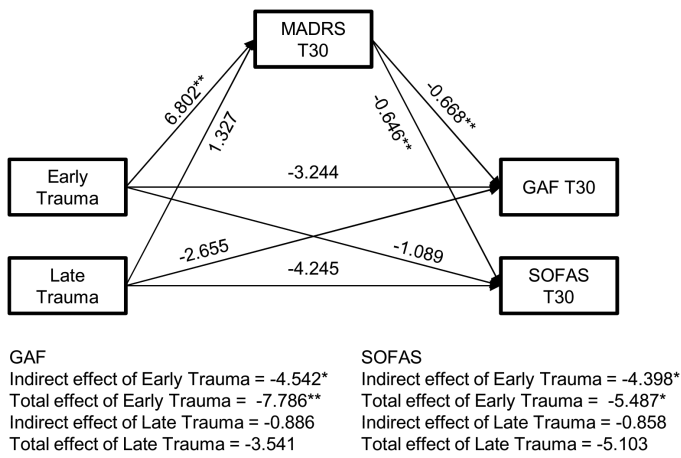 MADRS
T30
6.802**
1.327
-0.668**
-0.646**
Early
Trauma
-3.244
GAF T30
-2.655
-1.089
Late
Trauma
-4.245
SOFAS
T30
GAF
Indirect effect of Early Trauma = -4.542*
Total effect of Early Trauma = -7.786**
Indirect effect of Late Trauma = -0.886
Total effect of Late Trauma = -3.541
SOFAS
Indirect effect of Early Trauma = -4.398*
Total effect of Early Trauma = -5.487*
Indirect effect of Late Trauma = -0.858
Total effect of Late Trauma = -5.103